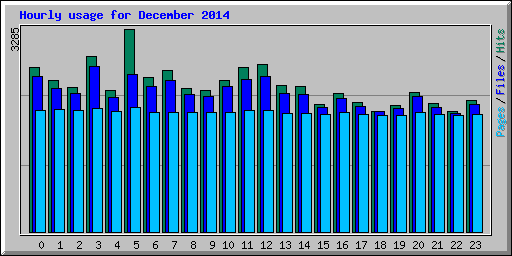 Hourly usage for December 2014
3285
Pages/Files/Hits
0 1 2 3 4 5 6 7 8 9 10 11 12 13 14 15 16 17 18 19 20 21 22 23